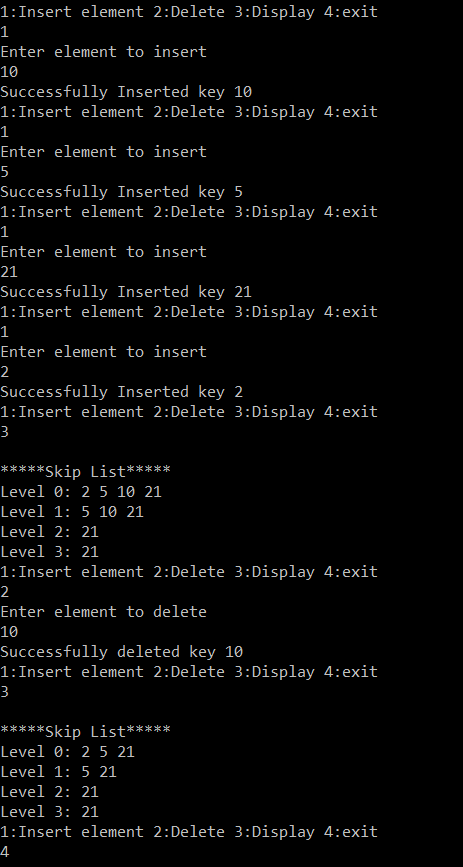 1:Insert element 2:Delete 3:Display 4:exit
1
Enter element to insert
10
Successfully Inserted key 10
1:Insert element 2:Delete 3:Display 4:exit
1
Enter element to insert
5
Successfully Inserted key 5
1:Insert element 2:Delete 3:Display 4:exit
1
Enter element to insert
21
Successfully Inserted key 21
1:Insert element 2:Delete 3:Display 4:exit
1
Enter element to insert
2
Successfully Inserted key 2
1:Insert element 2:Delete 3:Display 4:exit
3

*****Skip List*****
Level 0: 2 5 10 21
Level 1: 5 10 21
Level 2: 21
Level 3: 21
1:Insert element 2:Delete 3:Display 4:exit
2
Enter element to delete
10
Successfully deleted key 10
1:Insert element 2:Delete 3:Display 4:exit
3

*****Skip List*****
Level 0: 2 5 21
Level 1: 5 21
Level 2: 21
Level 3: 21
1:Insert element 2:Delete 3:Display 4:exit
4